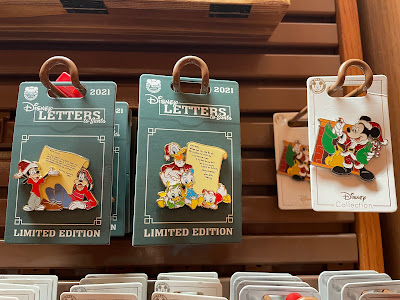 2021
Disney
LETTERS
to Santa
LIMITED EDITION
2021
Disney
LETTERS
to Santa
LIMITED EDITION
Disney
Collection